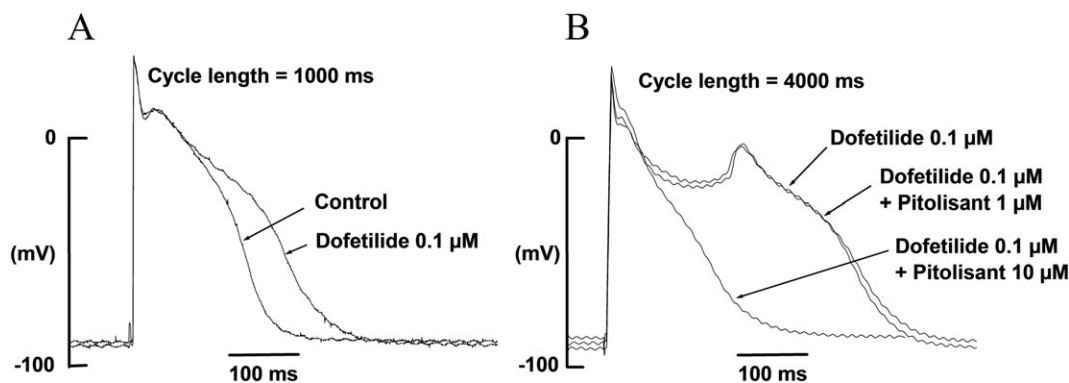 A
Cycle length = 1000 ms
0
Control
Dofetilide 0.1 µM
(mV)
-100
100 ms
B
Cycle length = 4000 ms
0
Dofetilide 0.1 µM
Dofetilide 0.1 µM
+ Pitolisant 1 µM
Dofetilide 0.1 µM
+ Pitolisant 10 µM
(mV)
-100
100 ms